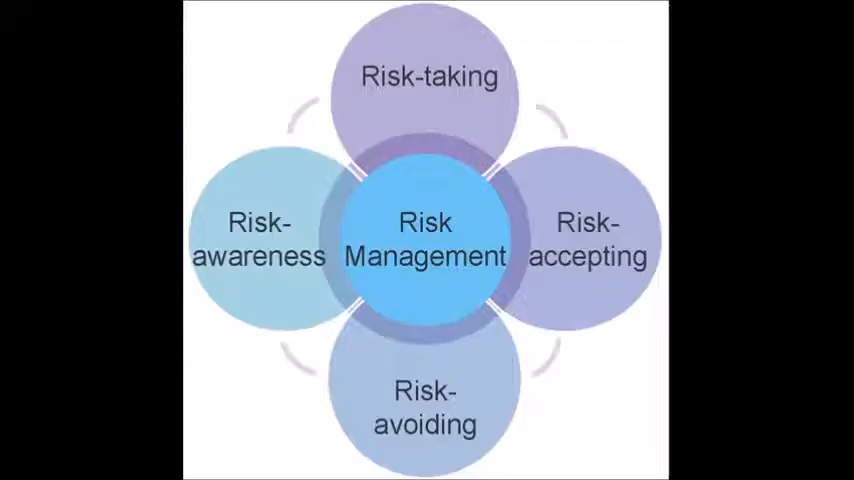 Risk-taking
Risk-
awareness
Risk
Management
Risk-
accepting
Risk-
avoiding